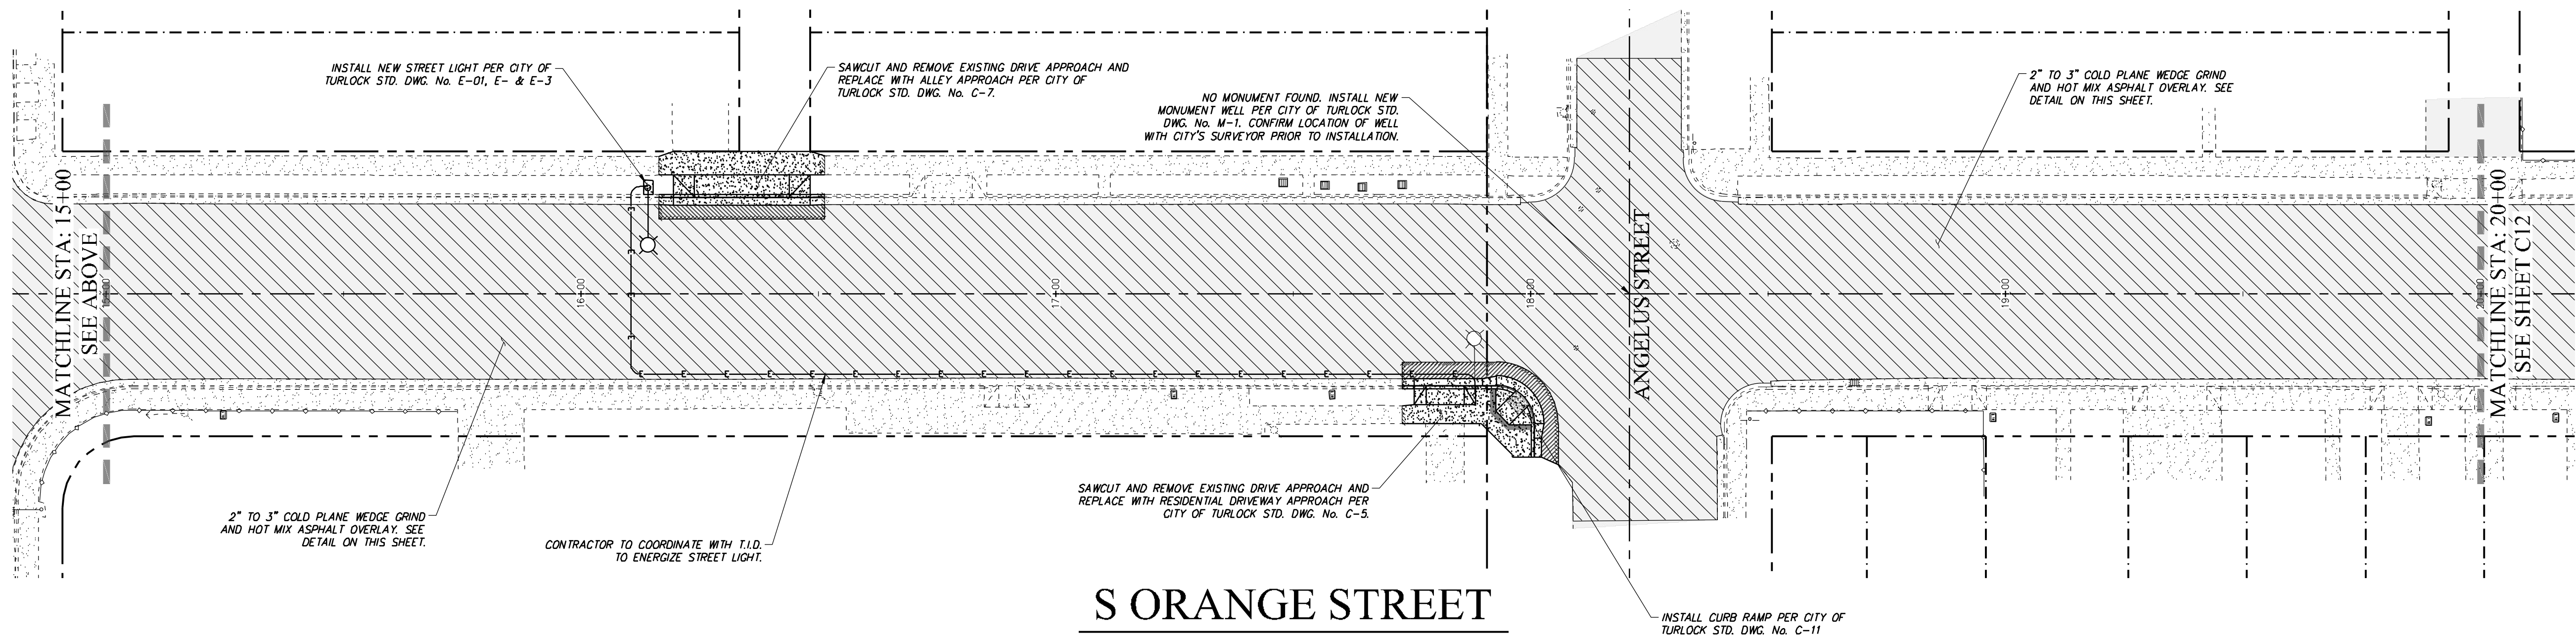 INSTALL NEW STREET LIGHT PER CITY OF
TURLOCK STD. DWG. No. E-01, E- & E-3
SAWCUT AND REMOVE EXISTING DRIVE APPROACH AND
REPLACE WITH ALLEY APPROACH PER CITY OF
TURLOCK STD. DWG. No. C-7.
NO MONUMENT FOUND. INSTALL NEW
MONUMENT WELL PER CITY OF TURLOCK STD.
DWG. No. M-1. CONFIRM LOCATION OF WELL
WITH CITY'S SURVEYOR PRIOR TO INSTALLATION.
2" TO 3" COLD PLANE WEDGE GRIND
AND HOT MIX ASPHALT OVERLAY. SEE
DETAIL ON THIS SHEET.
MATCHLINE STA: 15+00
SEE ABOVE
15+00
16+00
17+00
18+00
ANGELUS STREET
19+00
20+00
MATCHLINE STA: 20+00
SEE SHEET C12
E E E E E E E E E E E E E E E E E E E E E E E E
2" TO 3" COLD PLANE WEDGE GRIND
AND HOT MIX ASPHALT OVERLAY. SEE
DETAIL ON THIS SHEET.
CONTRACTOR TO COORDINATE WITH T.I.D.
TO ENERGIZE STREET LIGHT.
SAWCUT AND REMOVE EXISTING DRIVE APPROACH AND
REPLACE WITH RESIDENTIAL DRIVEWAY APPROACH PER
CITY OF TURLOCK STD. DWG. No. C-5.
INSTALL CURB RAMP PER CITY OF
TURLOCK STD. DWG. No. C-11
S ORANGE STREET